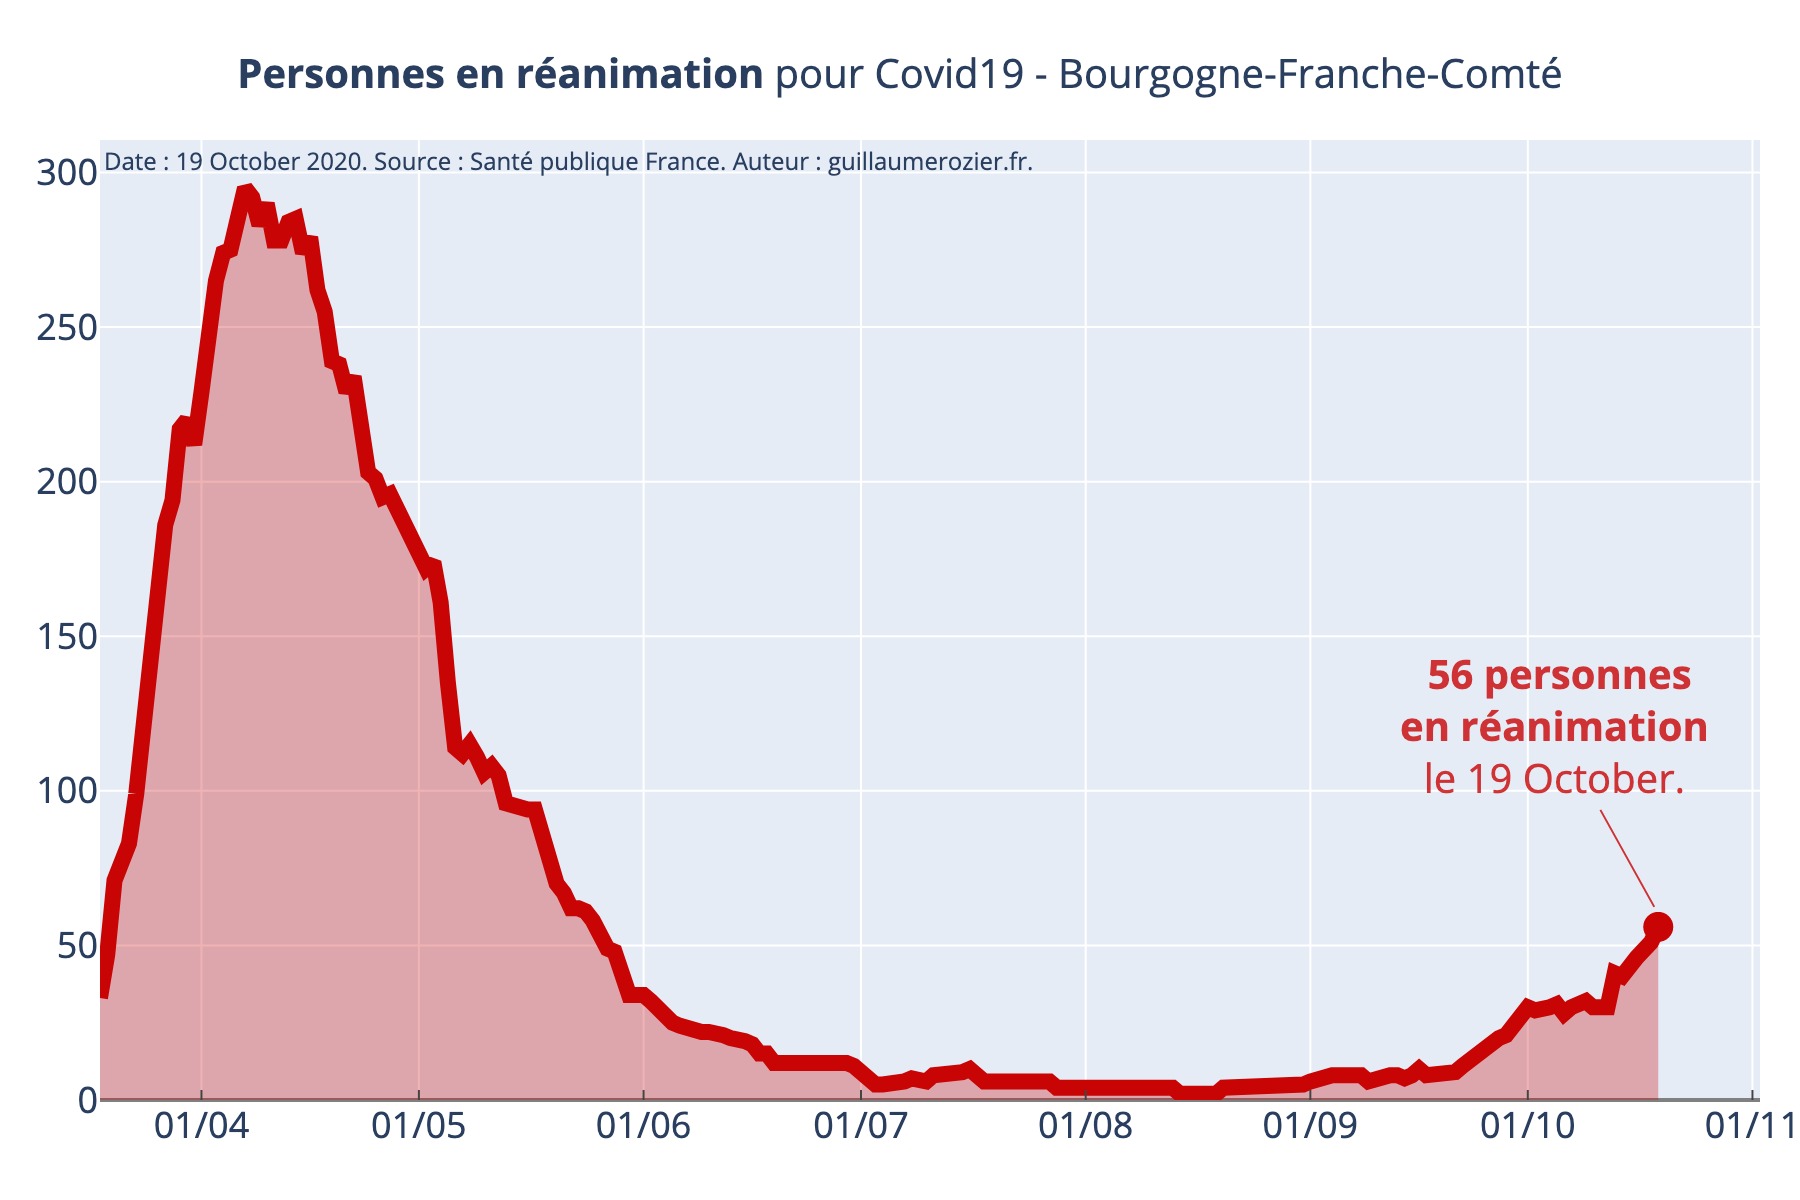 Personnes en réanimation pour Covid19 - Bourgogne-Franche-Comté
Date : 19 October 2020. Source : Santé publique France. Auteur : guillaumerozier.fr.
300
250
200
150
100
50
0
56 personnes
en réanimation
le 19 October.
01/04 01/05 01/06 01/07 01/08 01/09 01/10 01/11